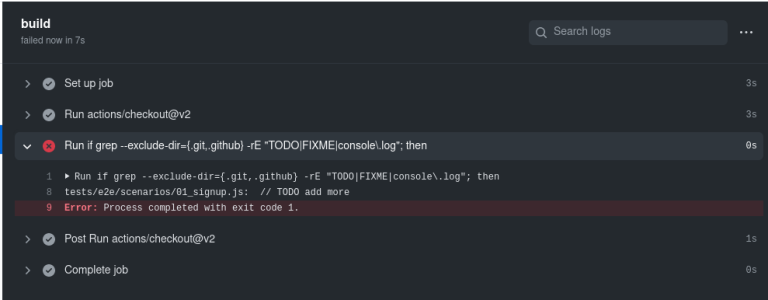 build
failed now in 7s
Search logs
Set up job 3s
Run actions/checkout@v2 3s
Run if grep --exclude-dir={.git,.github} -rE "TODO|FIXME|console\.log"; then 0s
1 Run if grep --exclude-dir={.git,.github} -rE "TODO|FIXME|console\.log"; then
8 tests/e2e/scenarios/01_signup.js: // TODO add more
9 Error: Process completed with exit code 1.
Post Run actions/checkout@v2 1s
Complete job 0s